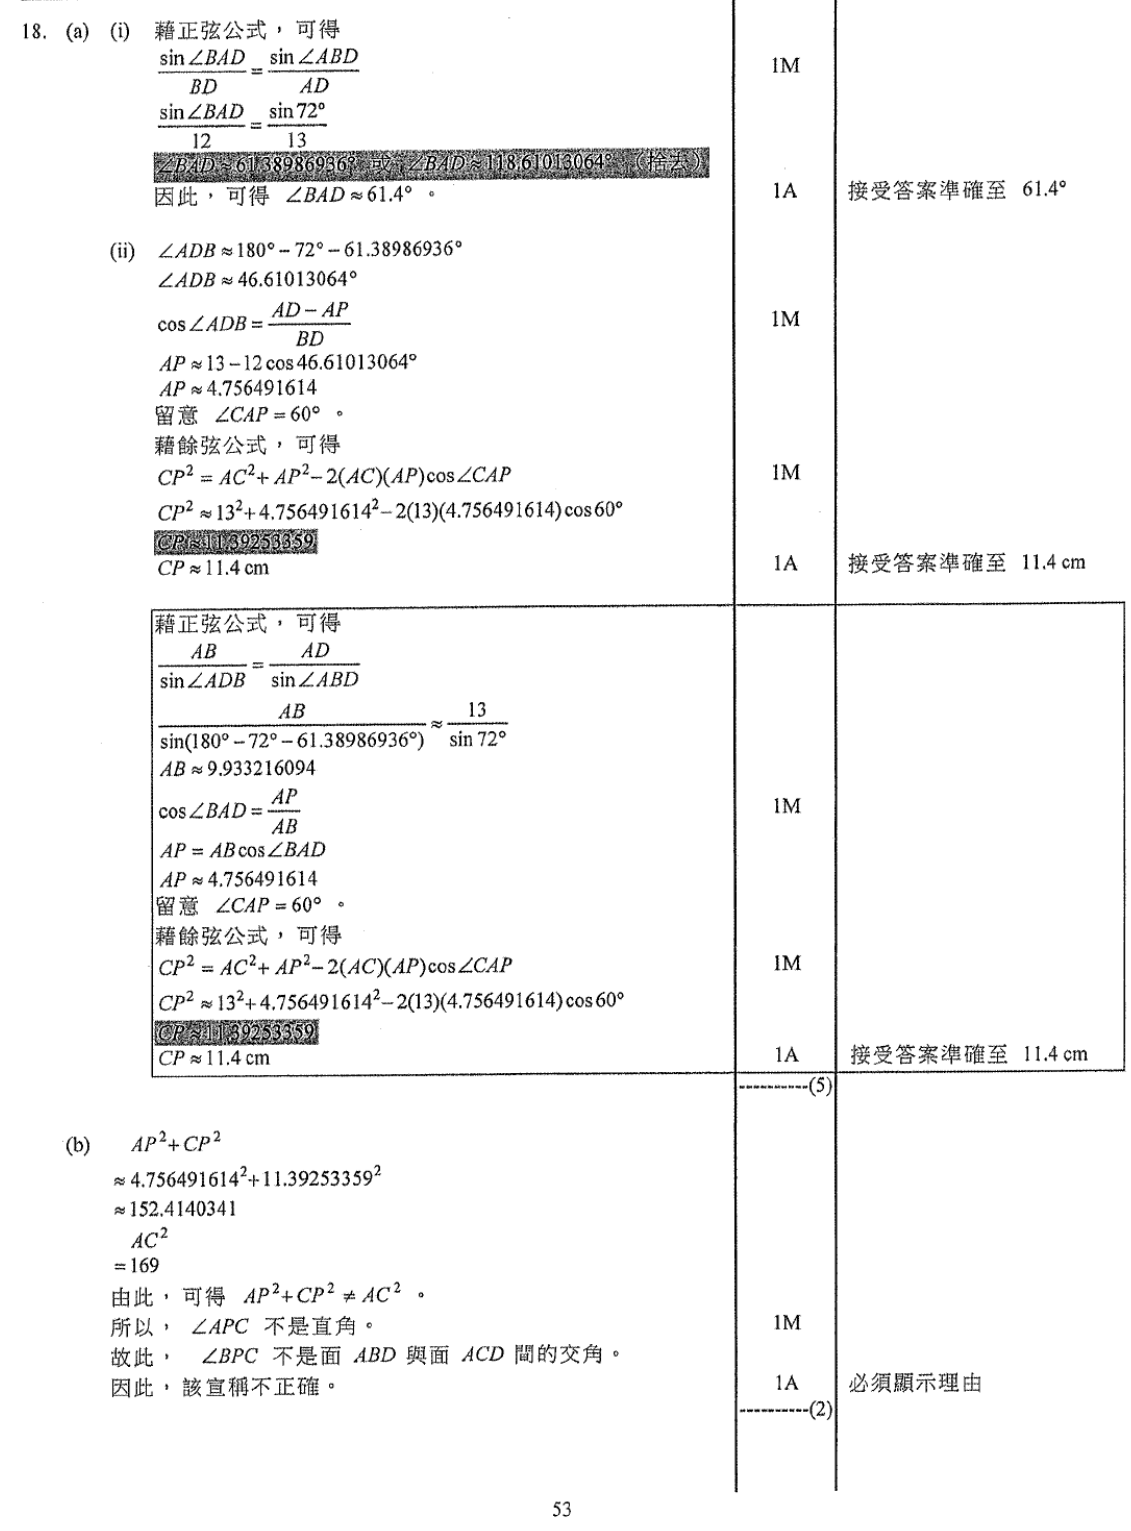 18. (a) (i) 藉正弦公式，可得
sin∠BAD/BD = sin∠ABD/AD 1M
sin∠BAD/12 = sin72°/13
∠BAD≈61.38986936° 或 ∠BAD≈118.61013064° （捨去）
因此，可得 ∠BAD≈61.4° 。 1A 接受答案準確至 61.4°
(ii) ∠ADB≈180°−72°−61.38986936°
∠ADB≈46.61013064°
cos∠ADB = (AD−AP)/BD 1M
AP≈13−12cos46.61013064°
AP≈4.756491614
留意 ∠CAP=60° 。
藉餘弦公式，可得
CP²=AC²+AP²−2(AC)(AP)cos∠CAP 1M
CP²≈13²+4.756491614²−2(13)(4.756491614)cos60°
CP≈11.39253359
CP≈11.4 cm 1A 接受答案準確至 11.4 cm
藉正弦公式，可得
AB/sin∠ADB = AD/sin∠ABD
AB/sin(180°−72°−61.38986936°) ≈ 13/sin72°
AB≈9.933216094
cos∠BAD = AP/AB 1M
AP=ABcos∠BAD
AP≈4.756491614
留意 ∠CAP=60° 。
藉餘弦公式，可得
CP²=AC²+AP²−2(AC)(AP)cos∠CAP 1M
CP²≈13²+4.756491614²−2(13)(4.756491614)cos60°
CP≈11.39253359
CP≈11.4 cm 1A 接受答案準確至 11.4 cm
----------(5)
(b) AP²+CP²
≈4.756491614²+11.39253359²
≈152.4140341
AC²
=169
由此，可得 AP²+CP²≠AC² 。
所以， ∠APC 不是直角。 1M
故此， ∠BPC 不是面 ABD 與面 ACD 間的交角。
因此，該宣稱不正確。 1A 必須顯示理由
----------(2)
53